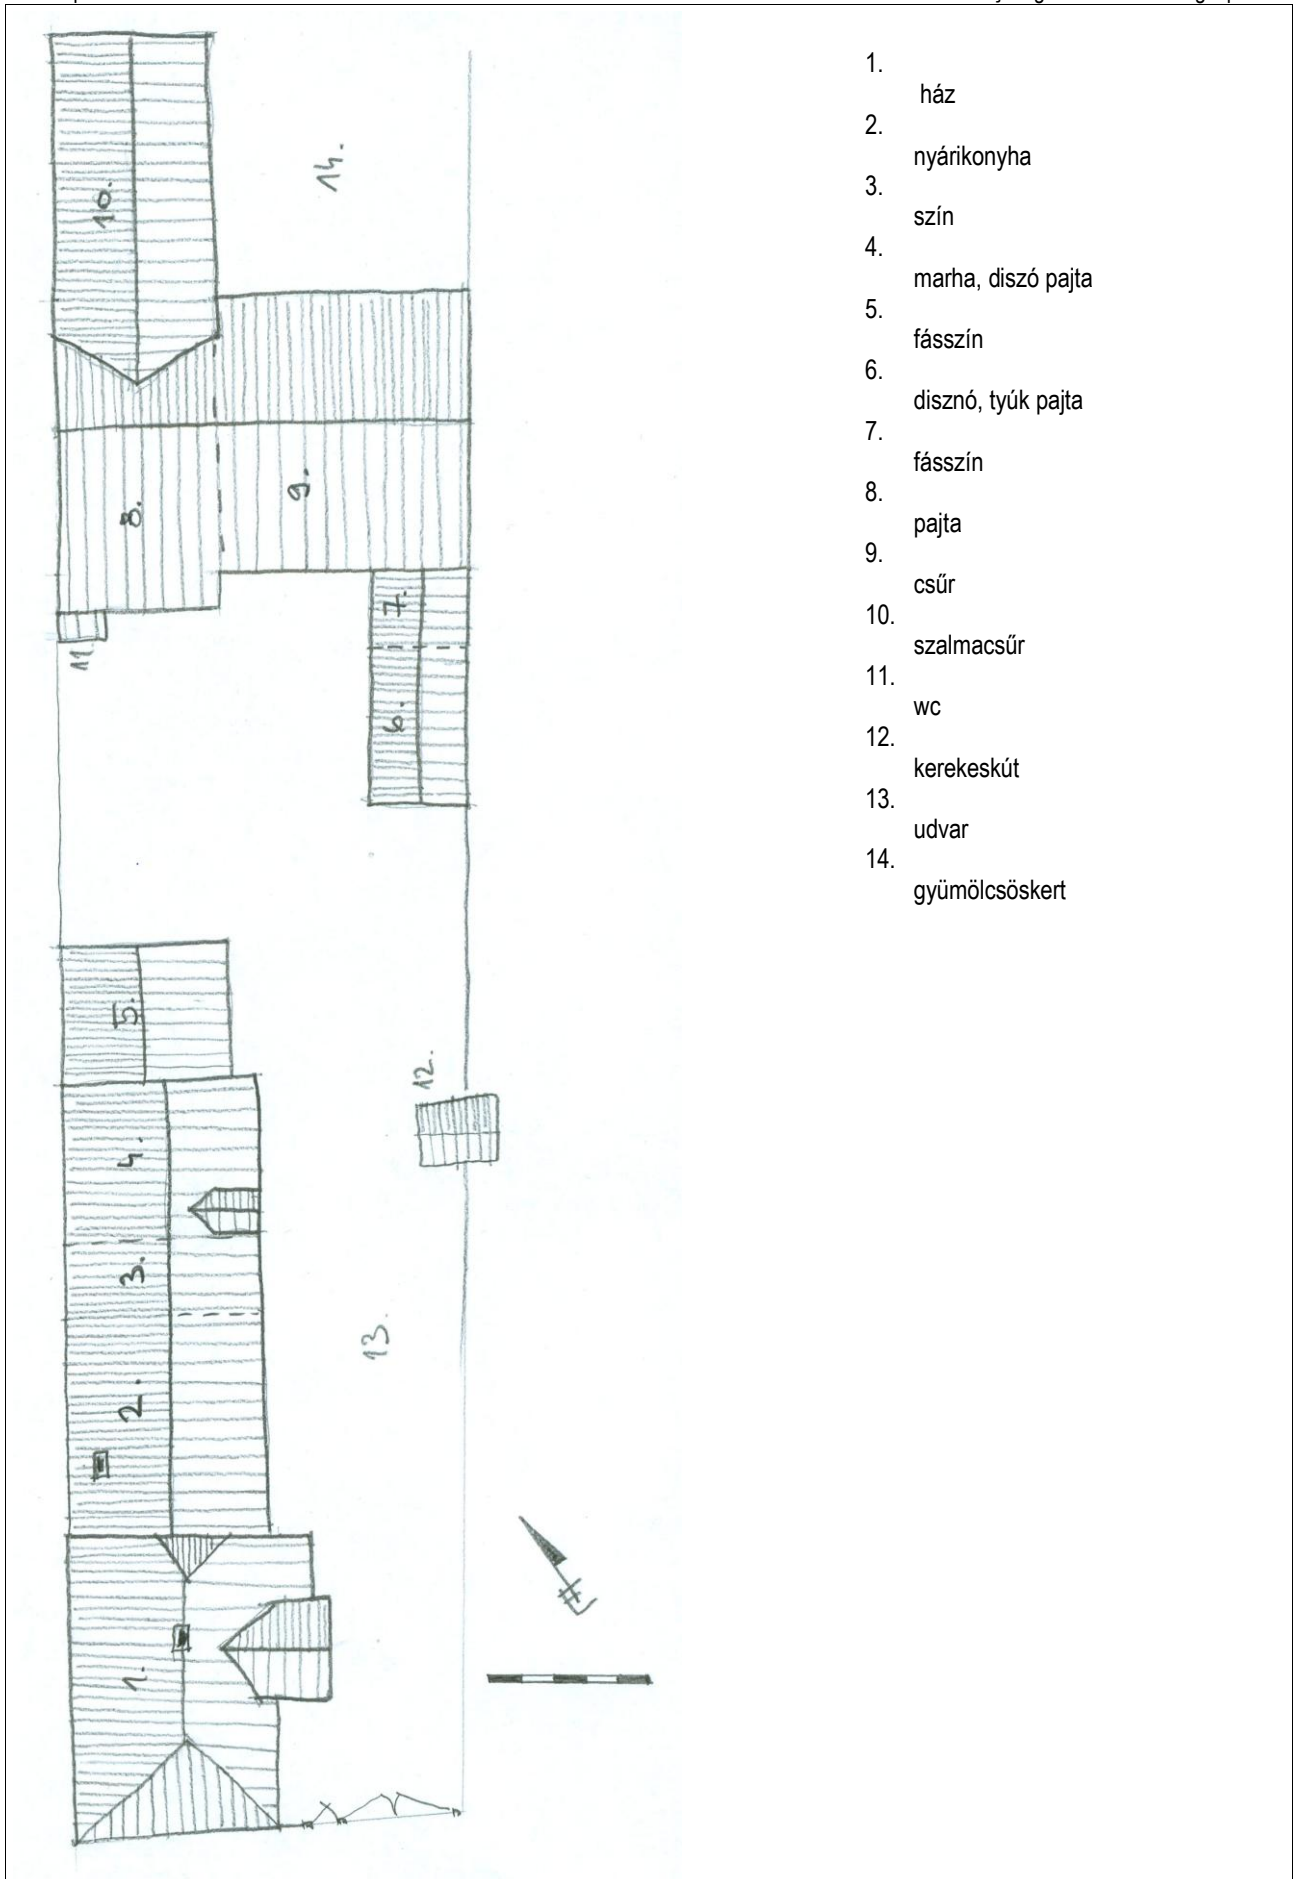 1.
ház
2.
nyárikonyha
3.
szín
4.
marha, diszó pajta
5.
fásszín
6.
disznó, tyúk pajta
7.
fásszín
8.
pajta
9.
csűr
10.
szalmacsűr
11.
wc
12.
kerekeskút
13.
udvar
14.
gyümölcsöskert
10.
14.
8.
9.
7.
11.
6.
5.
12.
4.
3.
13.
2.
1.